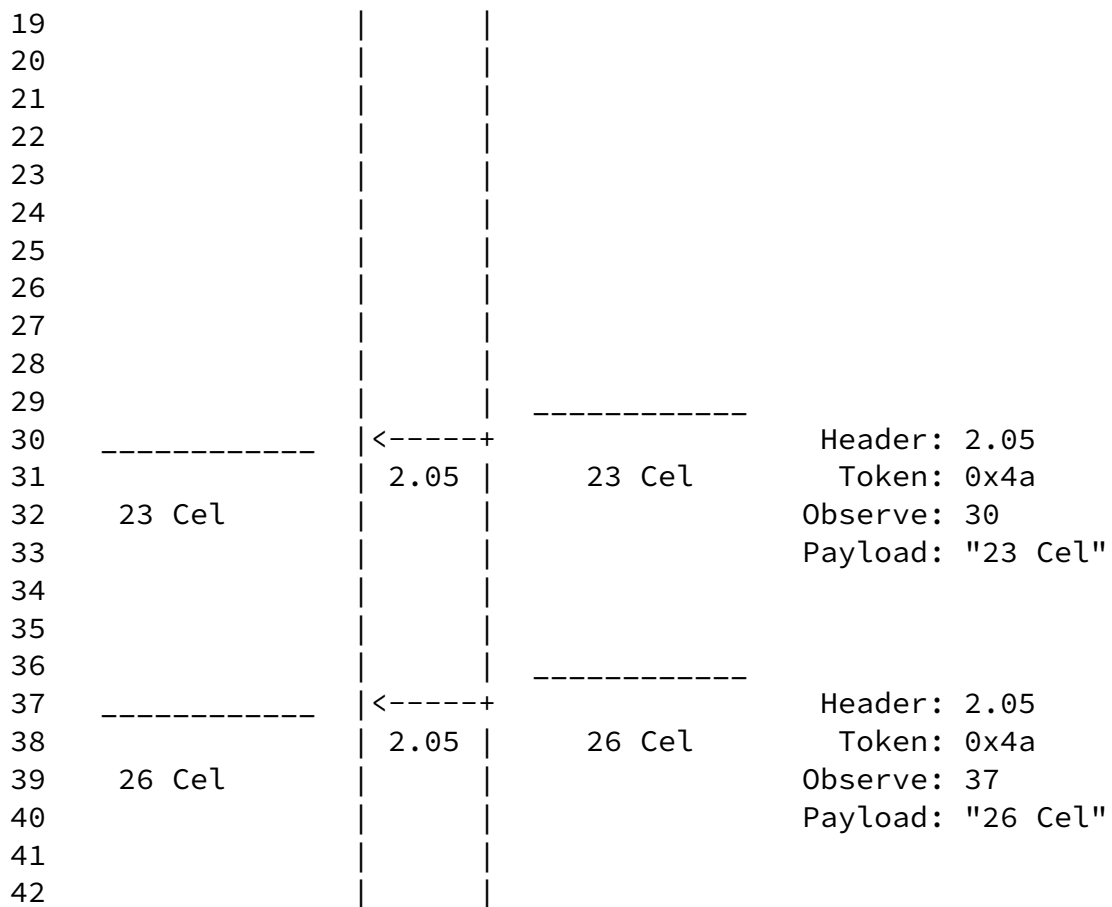 19                  |      |
20                  |      |
21                  |      |
22                  |      |
23                  |      |
24                  |      |
25                  |      |
26                  |      |
27                  |      |
28                  |      |
29                  |      |  ____________
30   ____________  |<-----+                  Header: 2.05
31                  | 2.05 |     23 Cel        Token: 0x4a
32    23 Cel        |      |                 Observe: 30
33                  |      |                 Payload: "23 Cel"
34                  |      |
35                  |      |
36                  |      |  ____________
37   ____________  |<-----+                  Header: 2.05
38                  | 2.05 |     26 Cel        Token: 0x4a
39    26 Cel        |      |                 Observe: 37
40                  |      |                 Payload: "26 Cel"
41                  |      |
42                  |      |